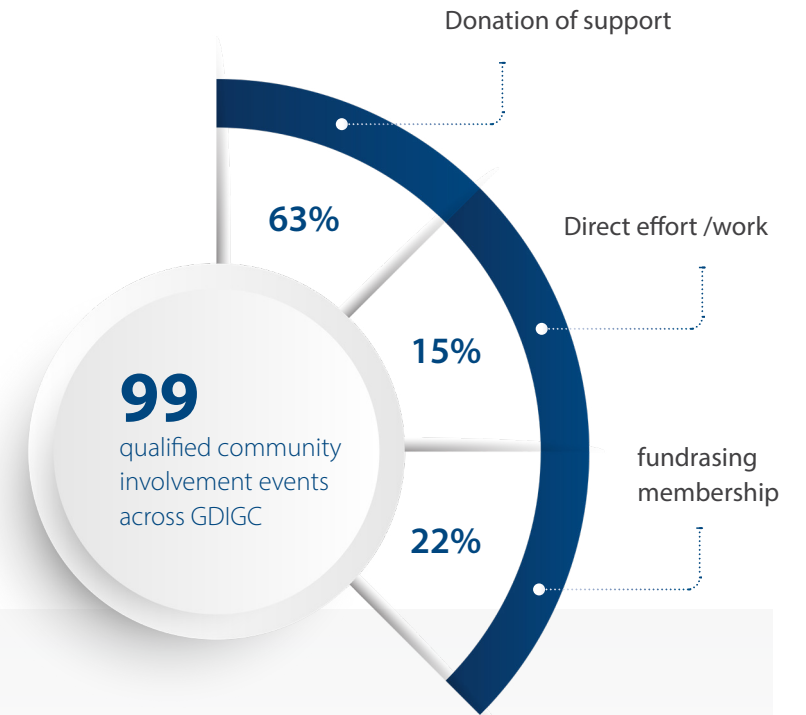 Donation of support
63%
Direct effort /work
15%
99
qualified community
involvement events
across GDIGC
fundrasing
membership
22%